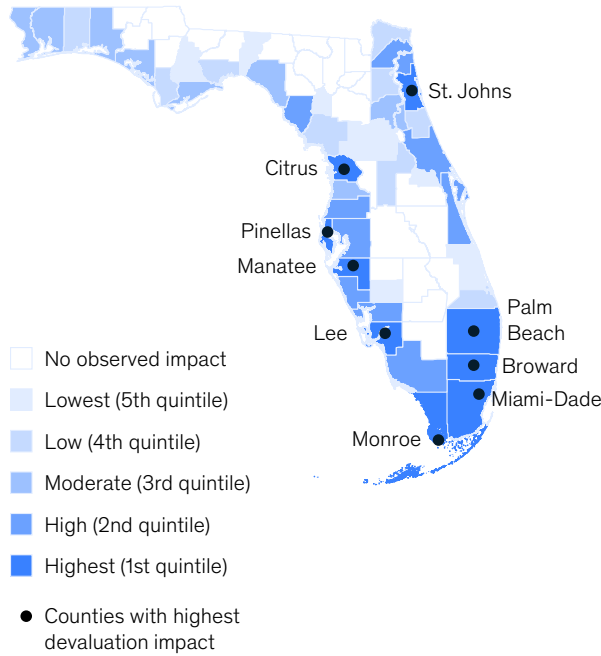 St. Johns
Citrus
Pinellas
Manatee
Lee
Palm
Beach
Broward
Miami-Dade
Monroe
No observed impact
Lowest (5th quintile)
Low (4th quintile)
Moderate (3rd quintile)
High (2nd quintile)
Highest (1st quintile)
Counties with highest
devaluation impact